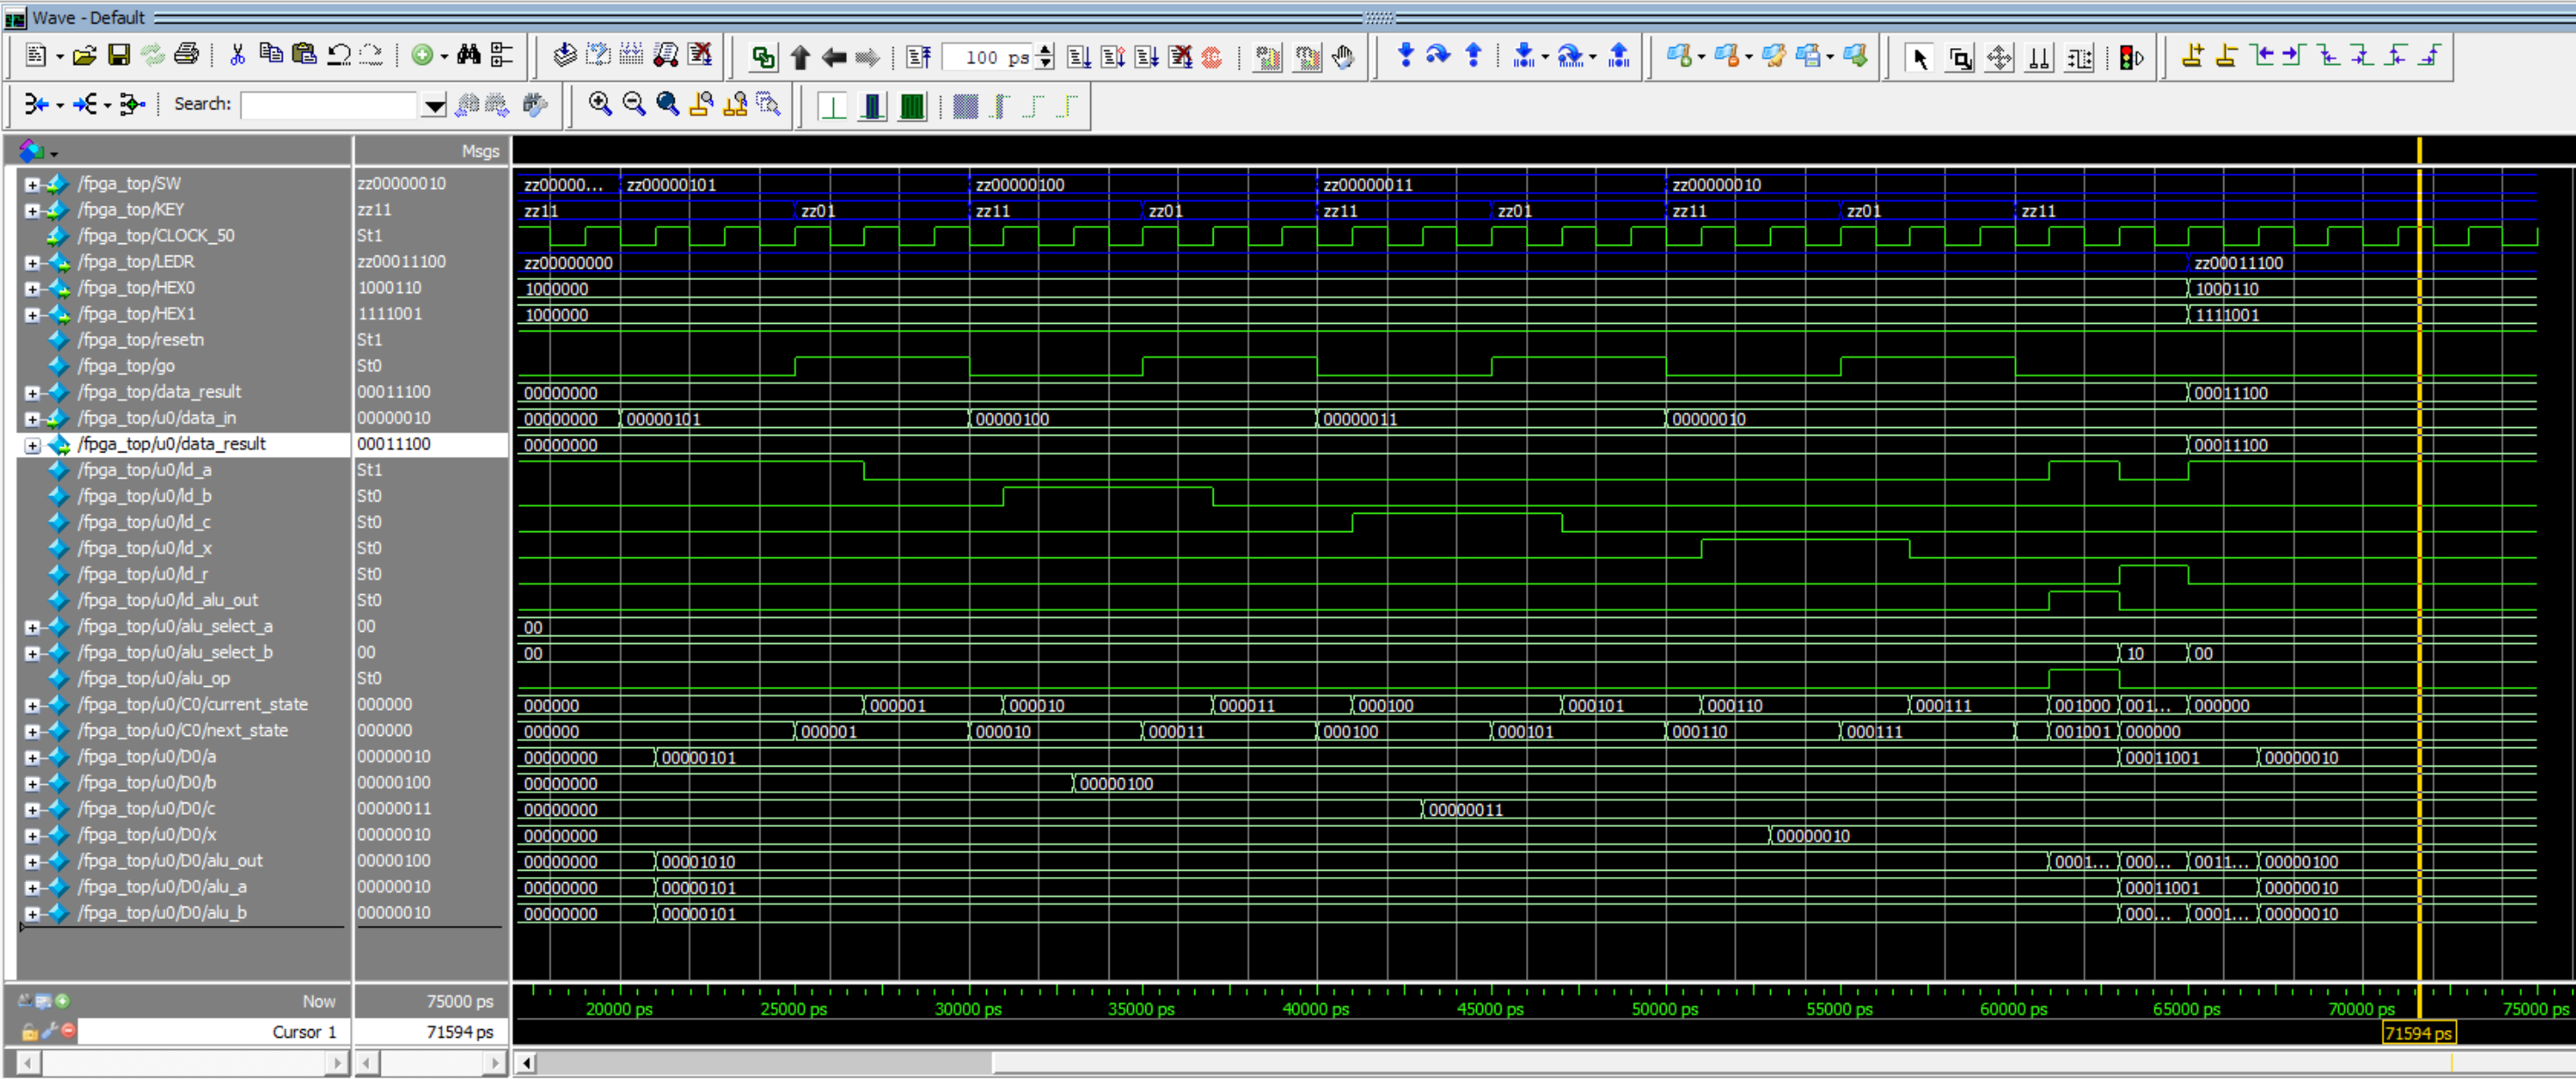 Wave - Default
100 ps
Search:
Msgs
/fpga_top/SW zz00000010 zz00000... zz00000101 zz00000100 zz00000011 zz00000010
/fpga_top/KEY zz11 zz11 zz01 zz11 zz01 zz11 zz01 zz11 zz01 zz11
/fpga_top/CLOCK_50 St1
/fpga_top/LEDR zz00011100 zz00000000 zz00011100
/fpga_top/HEX0 1000110 1000000 1000110
/fpga_top/HEX1 1111001 1000000 1111001
/fpga_top/resetn St1
/fpga_top/go St0
/fpga_top/data_result 00011100 00000000 00011100
/fpga_top/u0/data_in 00000010 00000000 00000101 00000100 00000011 00000010
/fpga_top/u0/data_result 00011100 00000000 00011100
/fpga_top/u0/ld_a St1
/fpga_top/u0/ld_b St0
/fpga_top/u0/ld_c St0
/fpga_top/u0/ld_x St0
/fpga_top/u0/ld_r St0
/fpga_top/u0/ld_alu_out St0
/fpga_top/u0/alu_select_a 00 00
/fpga_top/u0/alu_select_b 00 00 10 00
/fpga_top/u0/alu_op St0
/fpga_top/u0/C0/current_state 000000 000000 000001 000010 000011 000100 000101 000110 000111 001000 001... 000000
/fpga_top/u0/C0/next_state 000000 000000 000001 000010 000011 000100 000101 000110 000111 001001 000000
/fpga_top/u0/D0/a 00000010 00000000 00000101 00011001 00000010
/fpga_top/u0/D0/b 00000100 00000000 00000100
/fpga_top/u0/D0/c 00000011 00000000 00000011
/fpga_top/u0/D0/x 00000010 00000000 00000010
/fpga_top/u0/D0/alu_out 00000100 00000000 00001010 0001... 000... 0011... 00000100
/fpga_top/u0/D0/alu_a 00000010 00000000 00000101 00011001 00000010
/fpga_top/u0/D0/alu_b 00000010 00000000 00000101 000... 0001... 00000010
Now 75000 ps 20000 ps 25000 ps 30000 ps 35000 ps 40000 ps 45000 ps 50000 ps 55000 ps 60000 ps 65000 ps 70000 ps 75000 ps
Cursor 1 71594 ps 71594 ps